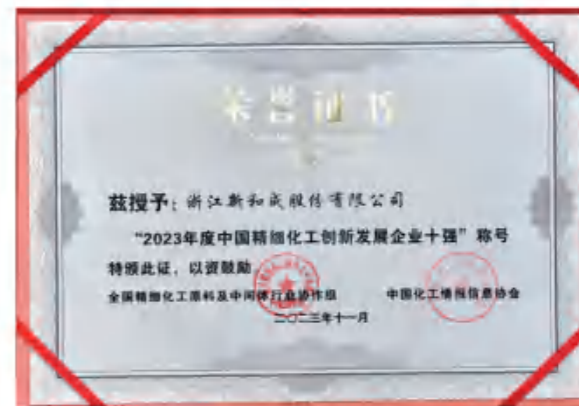 荣誉证书
兹授予：浙江新和成股份有限公司
“2023年度中国精细化工创新发展企业十强”称号
特颁此证，以资鼓励
全国精细化工原料及中间体行业协作组 中国化工情报信息协会
二〇二三年十一月